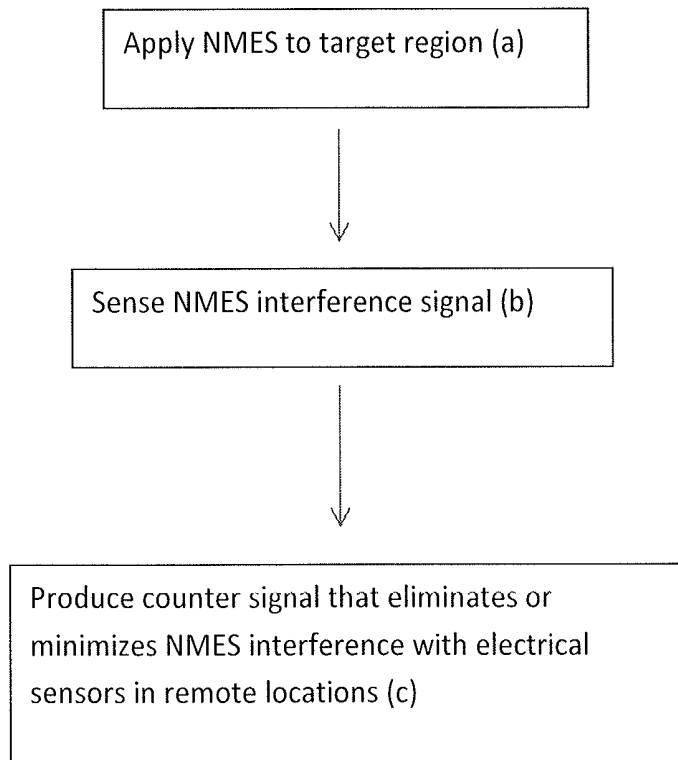 Apply NMES to target region (a)
Sense NMES interference signal (b)
Produce counter signal that eliminates or
minimizes NMES interference with electrical
sensors in remote locations (c)